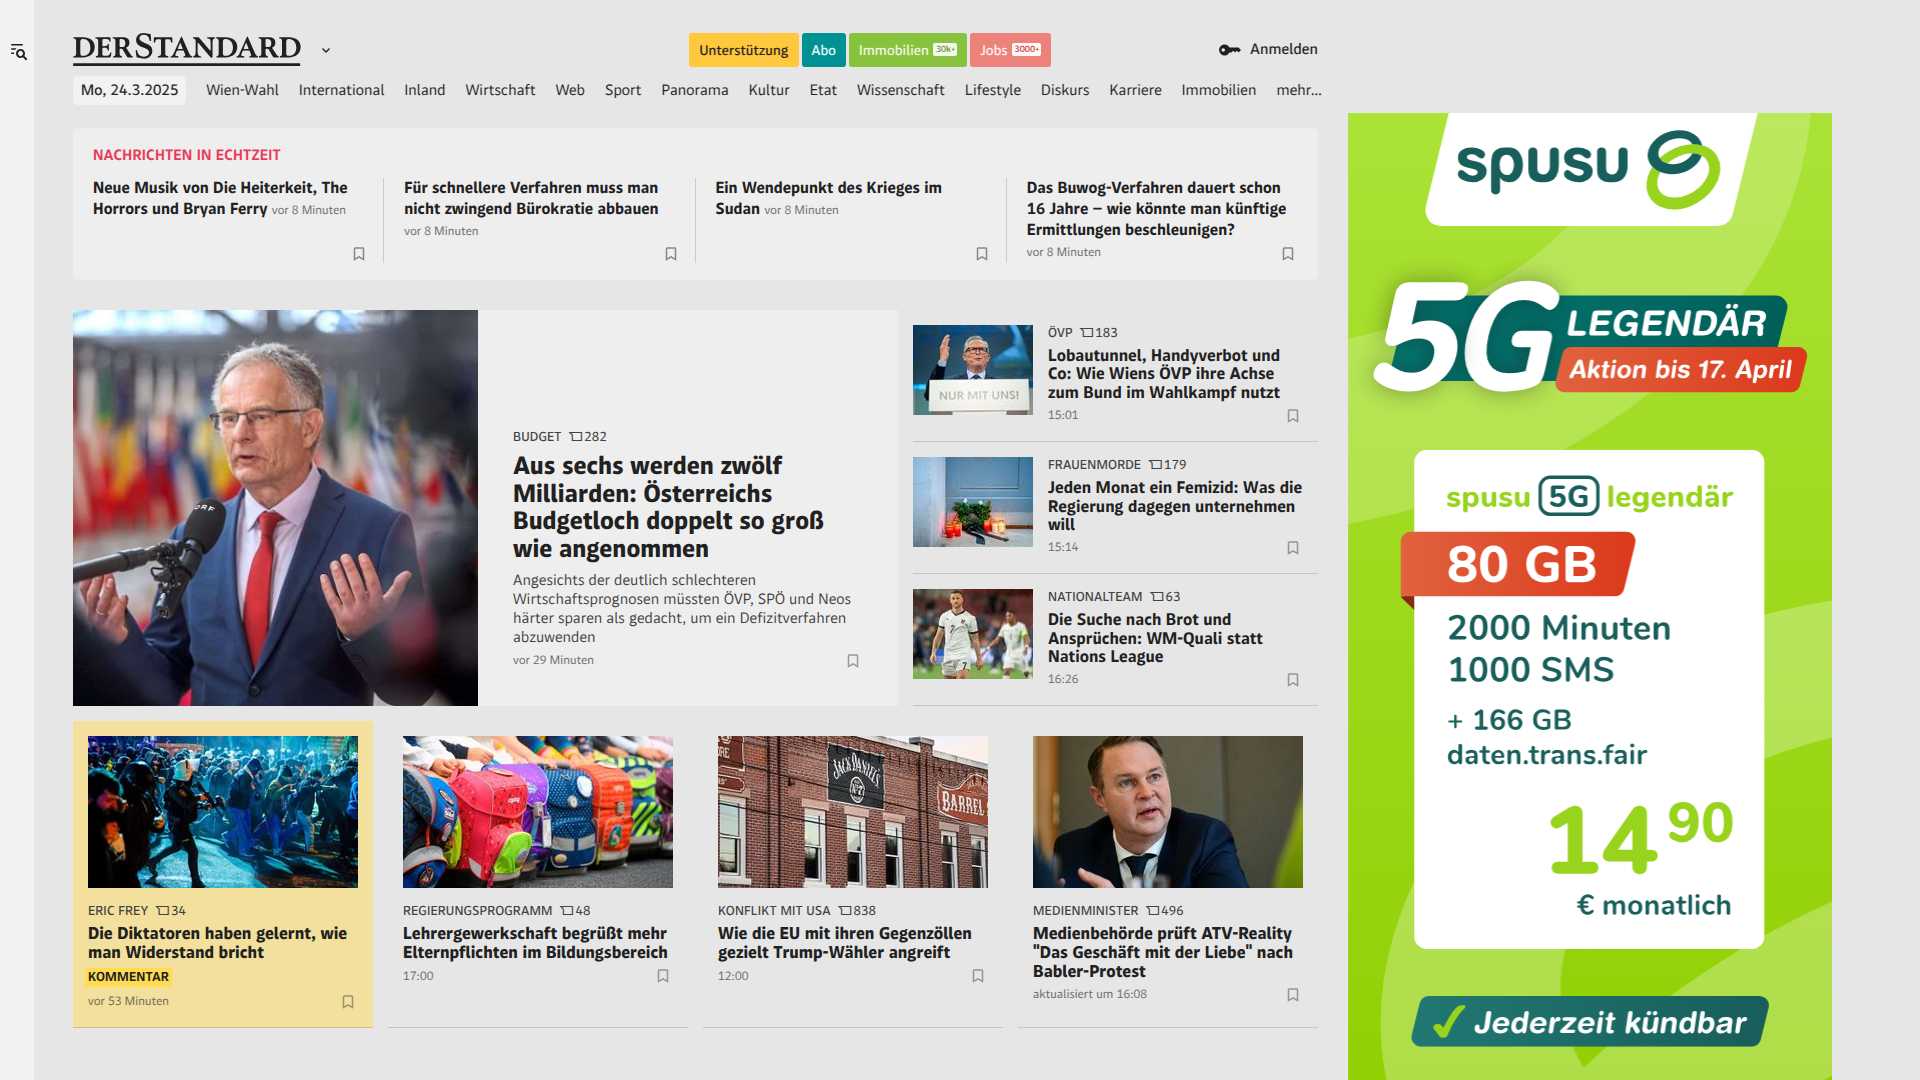 DERSTANDARD
Unterstützung
Abo
Immobilien 30k+
Jobs 3000+
Anmelden
Mo, 24.3.2025
Wien-Wahl
International
Inland
Wirtschaft
Web
Sport
Panorama
Kultur
Etat
Wissenschaft
Lifestyle
Diskurs
Karriere
Immobilien
mehr...
NACHRICHTEN IN ECHTZEIT
Neue Musik von Die Heiterkeit, The
Horrors und Bryan Ferry vor 8 Minuten
Für schnellere Verfahren muss man
nicht zwingend Bürokratie abbauen
vor 8 Minuten
Ein Wendepunkt des Krieges im
Sudan vor 8 Minuten
Das Buwog-Verfahren dauert schon
16 Jahre – wie könnte man künftige
Ermittlungen beschleunigen?
vor 8 Minuten
ORF
BUDGET 282
Aus sechs werden zwölf
Milliarden: Österreichs
Budgetloch doppelt so groß
wie angenommen
Angesichts der deutlich schlechteren
Wirtschaftsprognosen müssten ÖVP, SPÖ und Neos
härter sparen als gedacht, um ein Defizitverfahren
abzuwenden
vor 29 Minuten
NUR MIT UNS!
ÖVP 183
Lobautunnel, Handyverbot und
Co: Wie Wiens ÖVP ihre Achse
zum Bund im Wahlkampf nutzt
15:01
FRAUENMORDE 179
Jeden Monat ein Femizid: Was die
Regierung dagegen unternehmen
will
15:14
7
NATIONALTEAM 63
Die Suche nach Brot und
Ansprüchen: WM-Quali statt
Nations League
16:26
ERIC FREY 34
Die Diktatoren haben gelernt, wie
man Widerstand bricht
KOMMENTAR
vor 53 Minuten
REGIERUNGSPROGRAMM 48
Lehrergewerkschaft begrüßt mehr
Elternpflichten im Bildungsbereich
17:00
JACK DANIEL'S
BARREL
KONFLIKT MIT USA 838
Wie die EU mit ihren Gegenzöllen
gezielt Trump-Wähler angreift
12:00
MEDIENMINISTER 496
Medienbehörde prüft ATV-Reality
"Das Geschäft mit der Liebe" nach
Babler-Protest
aktualisiert um 16:08
spusu
5G LEGENDÄR
Aktion bis 17. April
spusu 5G legendär
80 GB
2000 Minuten
1000 SMS
+ 166 GB
daten.trans.fair
14 90
€ monatlich
Jederzeit kündbar